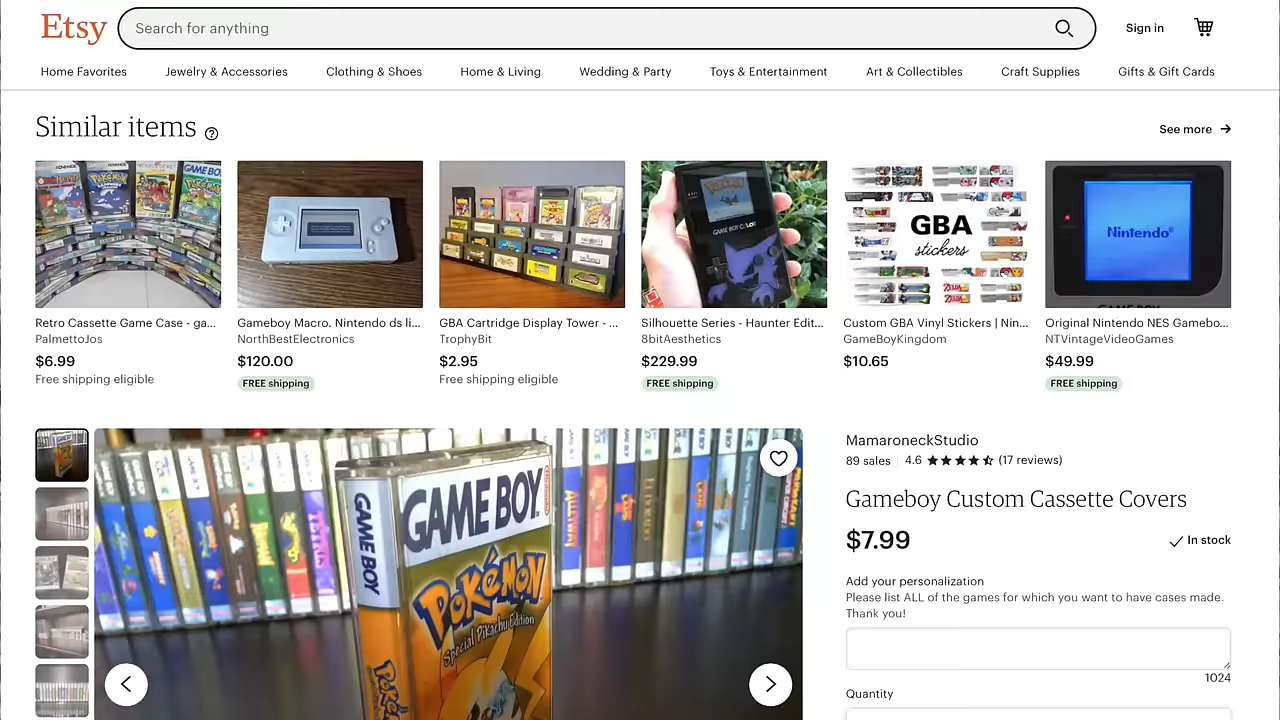 Etsy
Search for anything
Sign in
Home Favorites
Jewelry & Accessories
Clothing & Shoes
Home & Living
Wedding & Party
Toys & Entertainment
Art & Collectibles
Craft Supplies
Gifts & Gift Cards
Similar items
See more
GBA
stickers
Nintendo
GAME BOY COLOR
Retro Cassette Game Case - ga...
PalmettoJos
$6.99
Free shipping eligible
Gameboy Macro. Nintendo ds li...
NorthBestElectronics
$120.00
FREE shipping
GBA Cartridge Display Tower - ...
TrophyBit
$2.95
Free shipping eligible
Silhouette Series - Haunter Edit...
8bitAesthetics
$229.99
FREE shipping
Custom GBA Vinyl Stickers | Nin...
GameBoyKingdom
$10.65
Original Nintendo NES Gamebo...
NTVintageVideoGames
$49.99
FREE shipping
GAME BOY
GAME BOY
Pokémon
Special Pikachu Edition
TETRIS
MamaroneckStudio
89 sales
4.6
(17 reviews)
Gameboy Custom Cassette Covers
$7.99
In stock
Add your personalization
Please list ALL of the games for which you want to have cases made.
Thank you!
1024
Quantity